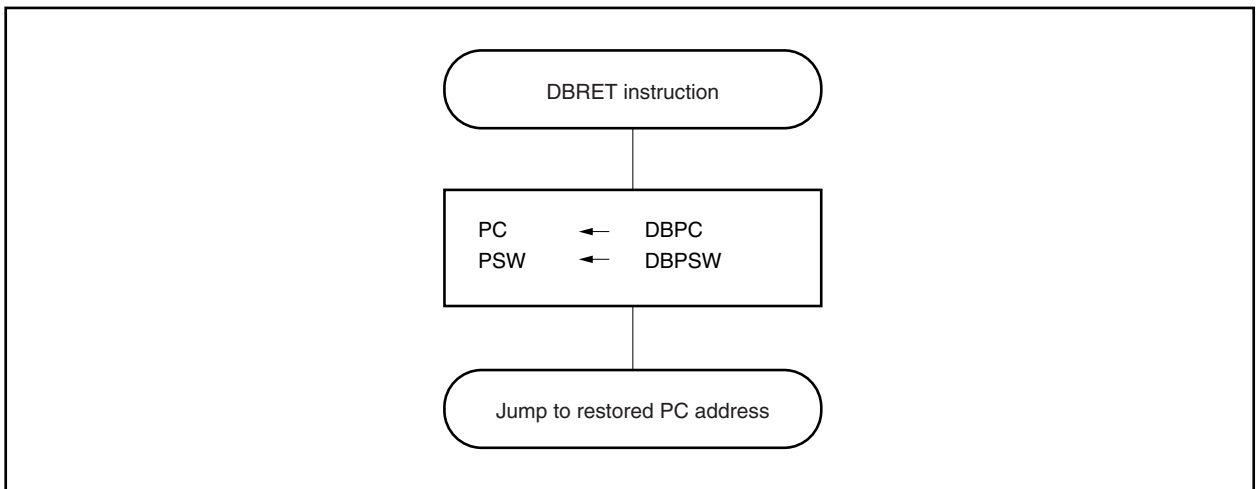 DBRET instruction
PC ← DBPC
PSW ← DBPSW
Jump to restored PC address